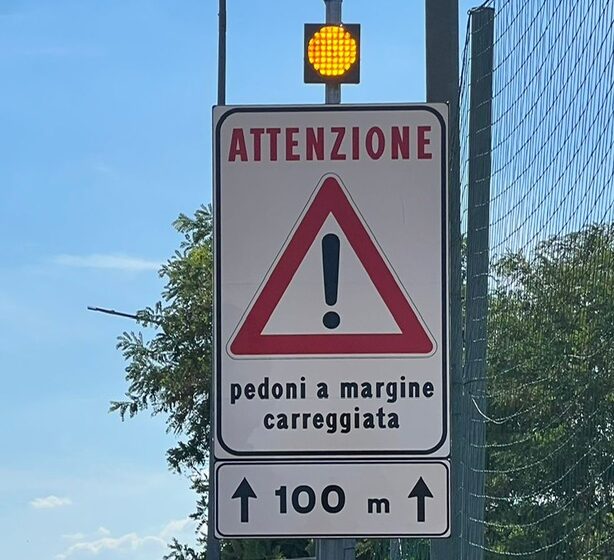 ATTENZIONE
!
pedoni a margine
carreggiata
↑ 100 m ↑